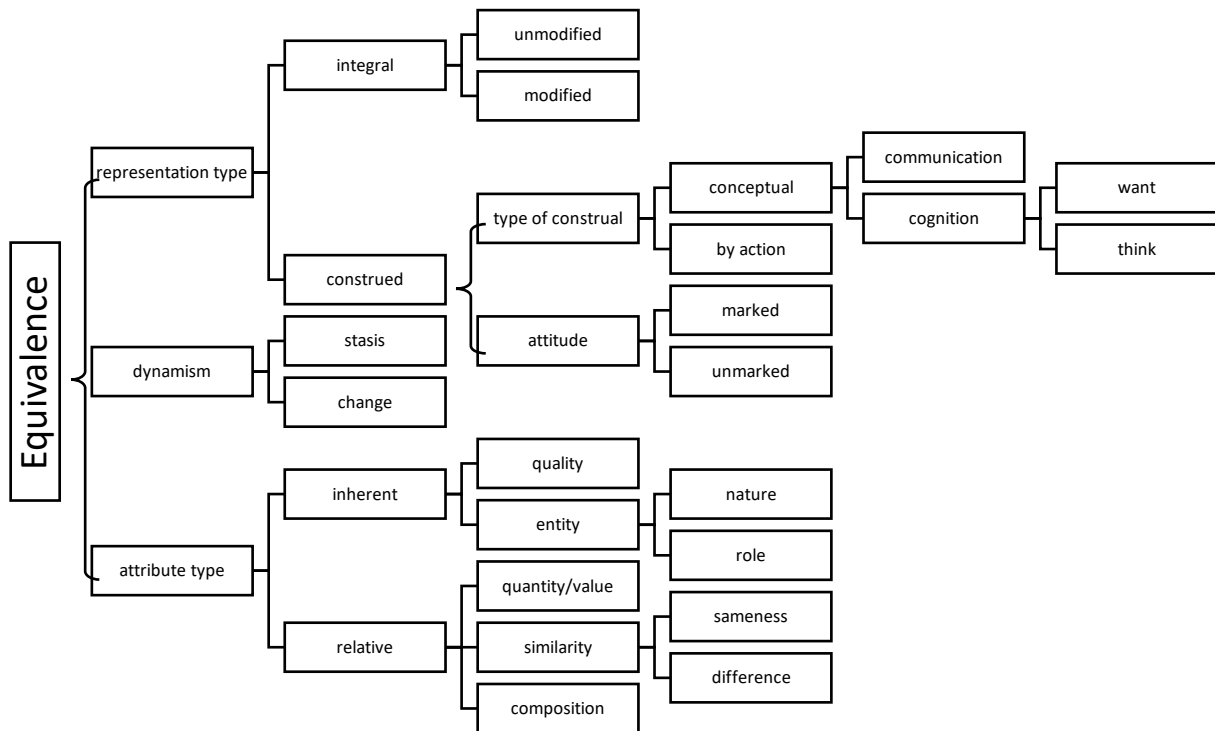 Equivalence
representation type
integral
unmodified
modified
construed
type of construal
conceptual
communication
cognition
want
think
by action
attitude
marked
unmarked
dynamism
stasis
change
attribute type
inherent
quality
entity
nature
role
relative
quantity/value
similarity
sameness
difference
composition